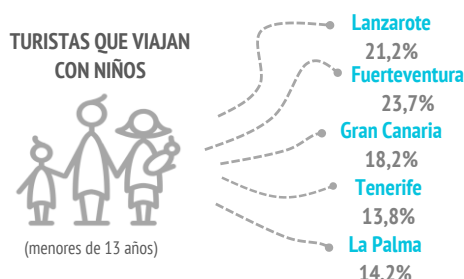 TURISTAS QUE VIAJAN
CON NIÑOS
(menores de 13 años)
Lanzarote
21,2%
Fuerteventura
23,7%
Gran Canaria
18,2%
Tenerife
13,8%
La Palma
14,2%